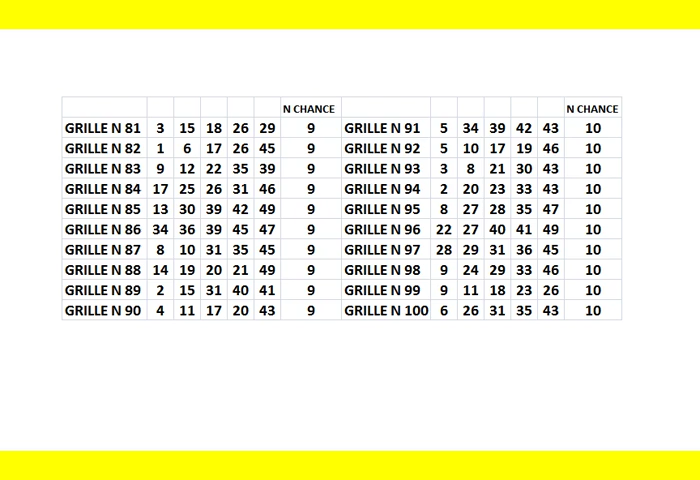 N CHANCE N CHANCE
GRILLE N 81 3 15 18 26 29 9 GRILLE N 91 5 34 39 42 43 10
GRILLE N 82 1 6 17 26 45 9 GRILLE N 92 5 10 17 19 46 10
GRILLE N 83 9 12 22 35 39 9 GRILLE N 93 3 8 21 30 43 10
GRILLE N 84 17 25 26 31 46 9 GRILLE N 94 2 20 23 33 43 10
GRILLE N 85 13 30 39 42 49 9 GRILLE N 95 8 27 28 35 47 10
GRILLE N 86 34 36 39 45 47 9 GRILLE N 96 22 27 40 41 49 10
GRILLE N 87 8 10 31 35 45 9 GRILLE N 97 28 29 31 36 45 10
GRILLE N 88 14 19 20 21 49 9 GRILLE N 98 9 24 29 33 46 10
GRILLE N 89 2 15 31 40 41 9 GRILLE N 99 9 11 18 23 26 10
GRILLE N 90 4 11 17 20 43 9 GRILLE N 100 6 26 31 35 43 10